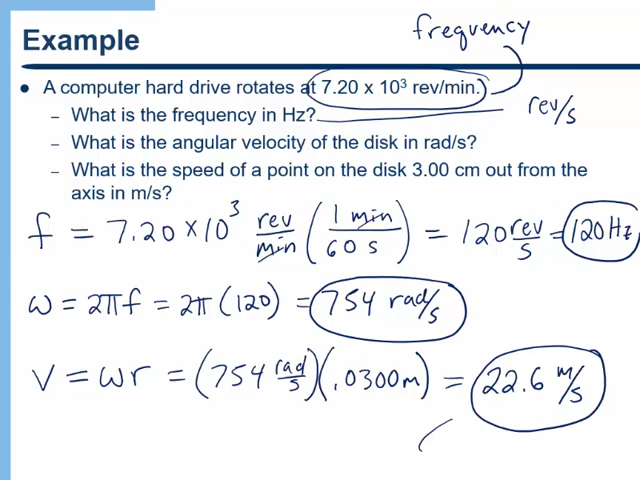 frequency
Example
● A computer hard drive rotates at 7.20 x 10³ rev/min.
– What is the frequency in Hz?
rev/s
– What is the angular velocity of the disk in rad/s?
– What is the speed of a point on the disk 3.00 cm out from the
axis in m/s?
f = 7.20 × 10³ rev/min (1 min/60 s) = 120 rev/s = 120 Hz
ω = 2πf = 2π(120) = 754 rad/s
V = ωr = (754 rad/s)(.0300m) = 22.6 m/s